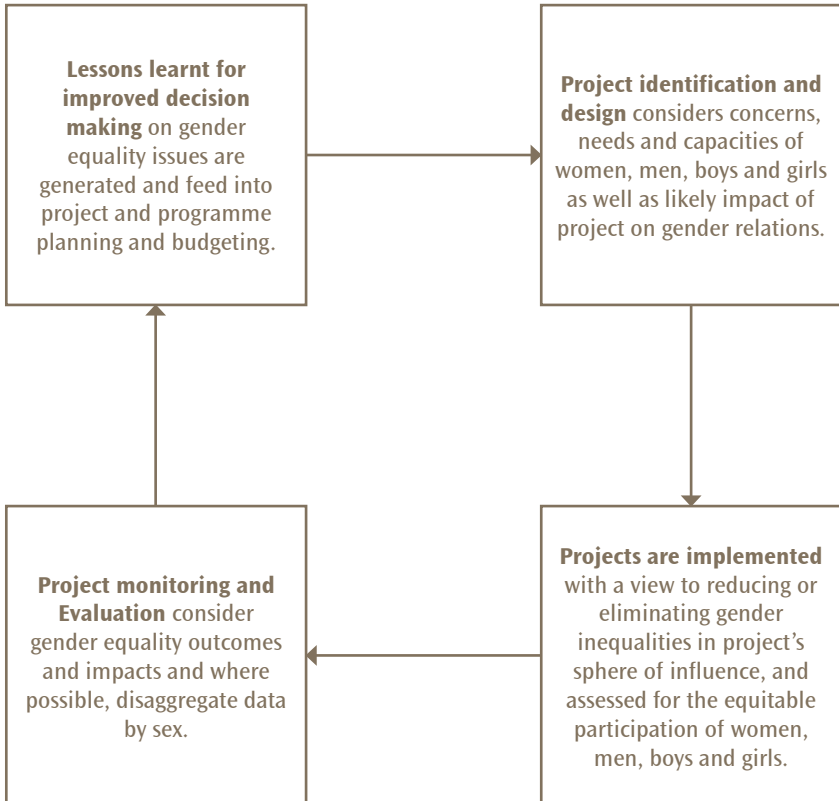 Lessons learnt for
improved decision
making on gender
equality issues are
generated and feed into
project and programme
planning and budgeting.
Project identification and
design considers concerns,
needs and capacities of
women, men, boys and girls
as well as likely impact of
project on gender relations.
Project monitoring and
Evaluation consider
gender equality outcomes
and impacts and where
possible, disaggregate data
by sex.
Projects are implemented
with a view to reducing or
eliminating gender
inequalities in project’s
sphere of influence, and
assessed for the equitable
participation of women,
men, boys and girls.